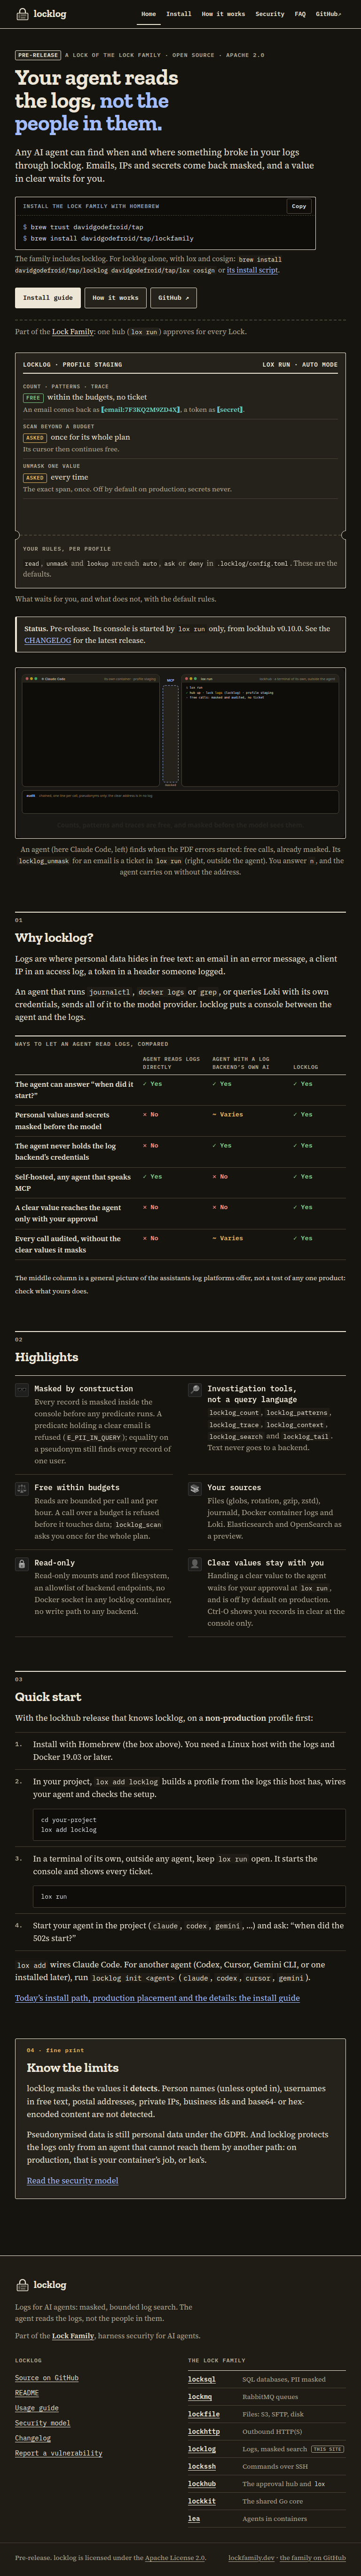 locklog
Home Install How it works Security FAQ GitHub↗
PRE-RELEASE A LOCK OF THE LOCK FAMILY · OPEN SOURCE · APACHE 2.0
Your agent reads
the logs, not the
people in them.
Any AI agent can find when and where something broke in your logs
through locklog. Emails, IPs and secrets come back masked, and a value
in clear waits for you.
INSTALL THE LOCK FAMILY WITH HOMEBREW Copy
$ brew trust davidgodefroid/tap
$ brew install davidgodefroid/tap/lockfamily
The family includes locklog. For locklog alone, with lox and cosign: brew install
davidgodefroid/tap/locklog davidgodefroid/tap/lox cosign or its install script.
Install guide How it works GitHub ↗
Part of the Lock Family: one hub (lox run) approves for every Lock.
LOCKLOG · PROFILE STAGING LOX RUN · AUTO MODE
COUNT · PATTERNS · TRACE
FREE within the budgets, no ticket
An email comes back as ⟦email:7F3KQ2M9ZD4X⟧, a token as ⟦secret⟧.
SCAN BEYOND A BUDGET
ASKED once for its whole plan
Its cursor then continues free.
UNMASK ONE VALUE
ASKED every time
The exact span, once. Off by default on production; secrets never.
YOUR RULES, PER PROFILE
read, unmask and lookup are each auto, ask or deny in .locklog/config.toml. These are the
defaults.
What waits for you, and what does not, with the default rules.
Status. Pre-release. Its console is started by lox run only, from lockhub v0.10.0. See the
CHANGELOG for the latest release.
Claude Code
MCP
lox run
$ lox run
audit
An agent (here Claude Code, left) finds when the PDF errors started: free calls, already masked. Its
locklog_unmask for an email is a ticket in lox run (right, outside the agent). You answer n, and the
agent carries on without the address.
01
Why locklog?
Logs are where personal data hides in free text: an email in an error message, a client
IP in an access log, a token in a header someone logged.
An agent that runs journalctl, docker logs or grep, or queries Loki with its own
credentials, sends all of it to the model provider. locklog puts a console between the
agent and the logs.
WAYS TO LET AN AGENT READ LOGS, COMPARED
AGENT READS LOGS DIRECTLY AGENT WITH A LOG BACKEND'S OWN AI LOCKLOG
The agent can answer “when did it start?” ✓ Yes ✓ Yes ✓ Yes
Personal values and secrets masked before the model × No ~ Varies ✓ Yes
The agent never holds the log backend's credentials × No ✓ Yes ✓ Yes
Self-hosted, any agent that speaks MCP ✓ Yes × No ✓ Yes
A clear value reaches the agent only with your approval × No × No ✓ Yes
Every call audited, without the clear values it masks × No ~ Varies ✓ Yes
The middle column is a general picture of the assistants log platforms offer, not a test of any one product:
check what yours does.
02
Highlights
Masked by construction
Every record is masked inside the
console before any predicate runs. A
predicate holding a clear email is
refused (E_PII_IN_QUERY); equality on
a pseudonym still finds every record of
one user.
Investigation tools,
not a query language
locklog_count, locklog_patterns,
locklog_trace, locklog_context,
locklog_search and locklog_tail.
Text never goes to a backend.
Free within budgets
Reads are bounded per call and per
hour. A call over a budget is refused
before it touches data; locklog_scan
asks you once for the whole plan.
Your sources
Files (globs, rotation, gzip, zstd),
journald, Docker container logs and
Loki. Elasticsearch and OpenSearch as
a preview.
Read-only
Read-only mounts and root filesystem,
an allowlist of backend endpoints, no
Docker socket in any locklog container,
no write path to any backend.
Clear values stay with you
Handing a clear value to the agent
waits for your approval at lox run,
and is off by default on production.
Ctrl-O shows you records in clear at the
console only.
03
Quick start
With the lockhub release that knows locklog, on a non-production profile first:
1. Install with Homebrew (the box above). You need a Linux host with the logs and
Docker 19.03 or later.
2. In your project, lox add locklog builds a profile from the logs this host has, wires
your agent and checks the setup.
cd your-project
lox add locklog
3. In a terminal of its own, outside any agent, keep lox run open. It starts the
console and shows every ticket.
lox run
4. Start your agent in the project (claude, codex, gemini, …) and ask: “when did the
502s start?”
lox add wires Claude Code. For another agent (Codex, Cursor, Gemini CLI, or one
installed later), run locklog init <agent> (claude, codex, cursor, gemini).
Today's install path, production placement and the details: the install guide
04 · fine print
Know the limits
locklog masks the values it detects. Person names (unless opted in), usernames
in free text, postal addresses, private IPs, business ids and base64- or hex-
encoded content are not detected.
Pseudonymised data is still personal data under the GDPR. And locklog protects
the logs only from an agent that cannot reach them by another path: on
production, that is your container's job, or lea's.
Read the security model
locklog
Logs for AI agents: masked, bounded log search. The
agent reads the logs, not the people in them.
Part of the Lock Family, harness security for AI agents.
LOCKLOG
Source on GitHub
README
Usage guide
Security model
Changelog
Report a vulnerability
THE LOCK FAMILY
locksql SQL databases, PII masked
lockmq RabbitMQ queues
lockfile Files: S3, SFTP, disk
lockhttp Outbound HTTP(S)
locklog Logs, masked search THIS SITE
lockssh Commands over SSH
lockhub The approval hub and lox
lockkit The shared Go core
lea Agents in containers
Pre-release. locklog is licensed under the Apache License 2.0. lockfamily.dev · the family on GitHub